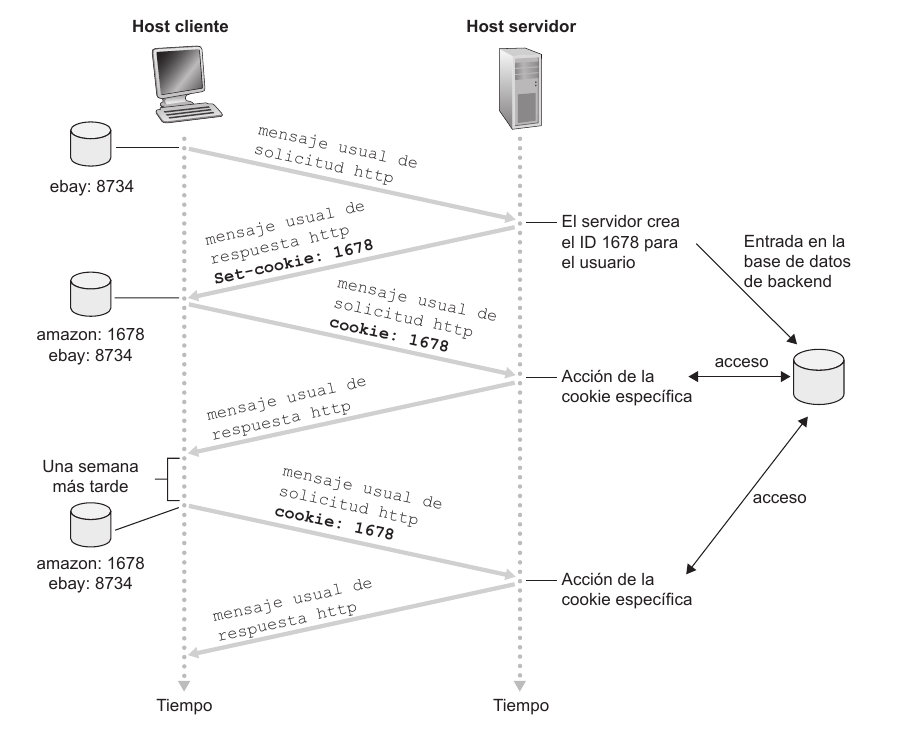 Host cliente
Host servidor
mensaje usual de
solicitud http
ebay: 8734
mensaje usual de
respuesta http
Set-cookie: 1678
El servidor crea
el ID 1678 para
el usuario
Entrada en la
base de datos
de backend
amazon: 1678
ebay: 8734
mensaje usual de
solicitud http
cookie: 1678
Acción de la
cookie específica
acceso
mensaje usual de
respuesta http
Una semana
más tarde
mensaje usual de
solicitud http
cookie: 1678
acceso
amazon: 1678
ebay: 8734
Acción de la
cookie específica
mensaje usual de
respuesta http
Tiempo
Tiempo